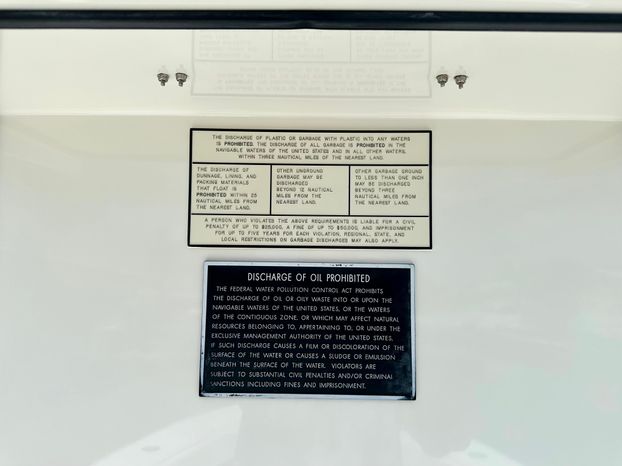 THE DISCHARGE OF PLASTIC OR GARBAGE WITH PLASTIC INTO ANY WATERS
IS PROHIBITED. THE DISCHARGE OF ALL GARBAGE IS PROHIBITED IN THE
NAVIGABLE WATERS OF THE UNITED STATES AND IN ALL OTHER WATERS,
WITHIN THREE NAUTICAL MILES OF THE NEAREST LAND.
THE DISCHARGE OF
DUNNAGE, LINING, AND
PACKING MATERIALS
THAT FLOAT IS
PROHIBITED WITHIN 25
NAUTICAL MILES FROM
THE NEAREST LAND.
OTHER UNGROUND
GARBAGE MAY BE
DISCHARGED
BEYOND 12 NAUTICAL
MILES FROM THE
NEAREST LAND.
OTHER GARBAGE GROUND
TO LESS THAN ONE INCH
MAY BE DISCHARGED
BEYOND THREE
NAUTICAL MILES FROM
THE NEAREST LAND.
A PERSON WHO VIOLATES THE ABOVE REQUIREMENTS IS LIABLE FOR A CIVIL
PENALTY OF UP TO $25,000, A FINE OF UP TO $50,000, AND IMPRISONMENT
FOR UP TO FIVE YEARS FOR EACH VIOLATION, REGIONAL, STATE, AND
LOCAL RESTRICTIONS ON GARBAGE DISCHARGES MAY ALSO APPLY.
DISCHARGE OF OIL PROHIBITED
THE FEDERAL WATER POLLUTION CONTROL ACT PROHIBITS
THE DISCHARGE OF OIL OR OILY WASTE INTO OR UPON THE
NAVIGABLE WATERS OF THE UNITED STATES, OR THE WATERS
OF THE CONTIGUOUS ZONE, OR WHICH MAY AFFECT NATURAL
RESOURCES BELONGING TO, APPERTAINING TO, OR UNDER THE
EXCLUSIVE MANAGEMENT AUTHORITY OF THE UNITED STATES,
IF SUCH DISCHARGE CAUSES A FILM OR DISCOLORATION OF THE
SURFACE OF THE WATER OR CAUSES A SLUDGE OR EMULSION
BENEATH THE SURFACE OF THE WATER. VIOLATORS ARE
SUBJECT TO SUBSTANTIAL CIVIL PENALTIES AND/OR CRIMINAL
SANCTIONS INCLUDING FINES AND IMPRISONMENT.